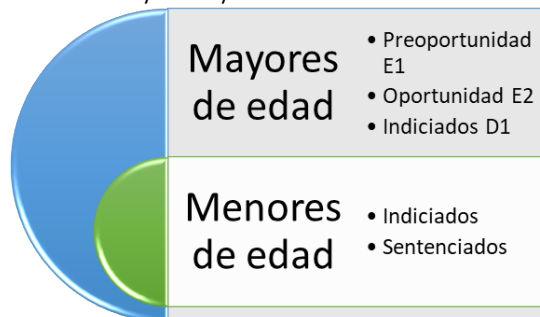 Mayores
de edad
• Preoportunidad
E1
• Oportunidad E2
• Indiciados D1
Menores
de edad
• Indiciados
• Sentenciados